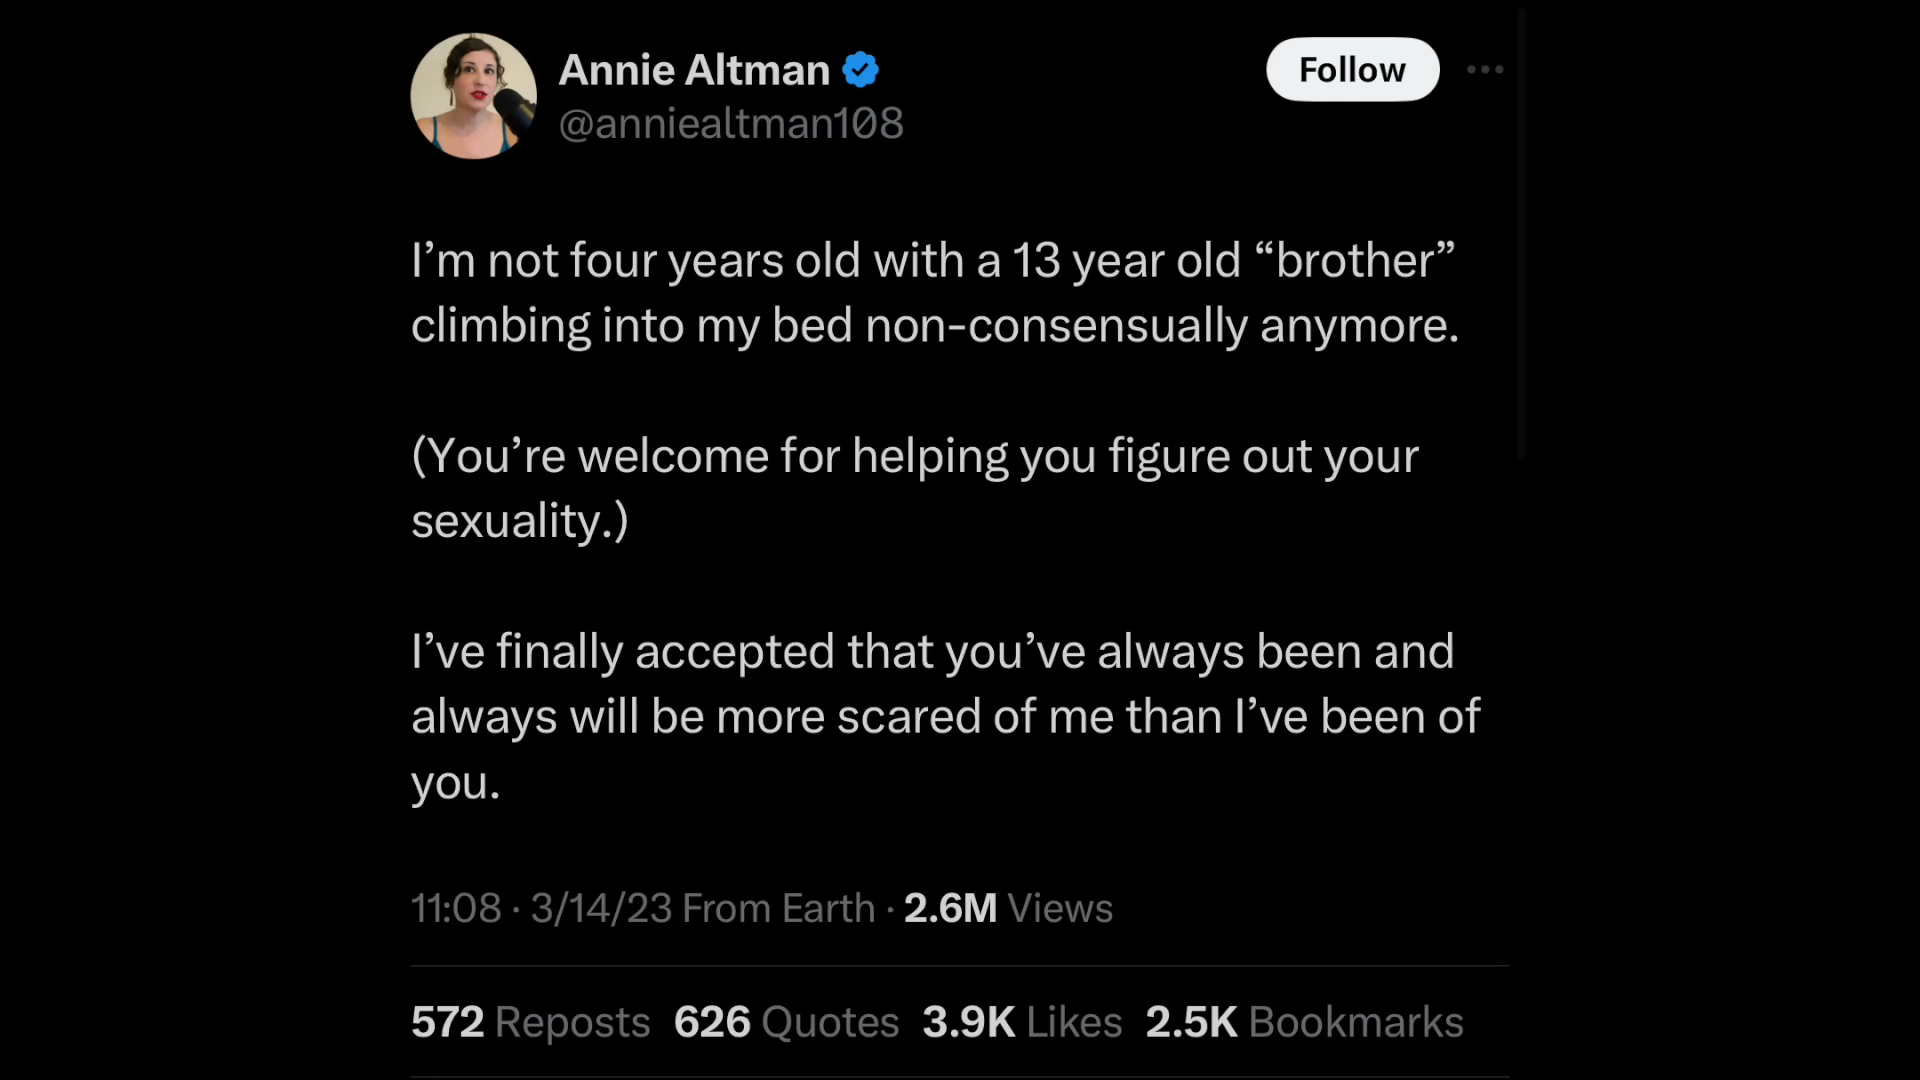 Annie Altman
Follow
@anniealtman108
I’m not four years old with a 13 year old “brother”
climbing into my bed non-consensually anymore.
(You’re welcome for helping you figure out your
sexuality.)
I’ve finally accepted that you’ve always been and
always will be more scared of me than I’ve been of
you.
11:08 · 3/14/23 From Earth · 2.6M Views
572 Reposts 626 Quotes 3.9K Likes 2.5K Bookmarks